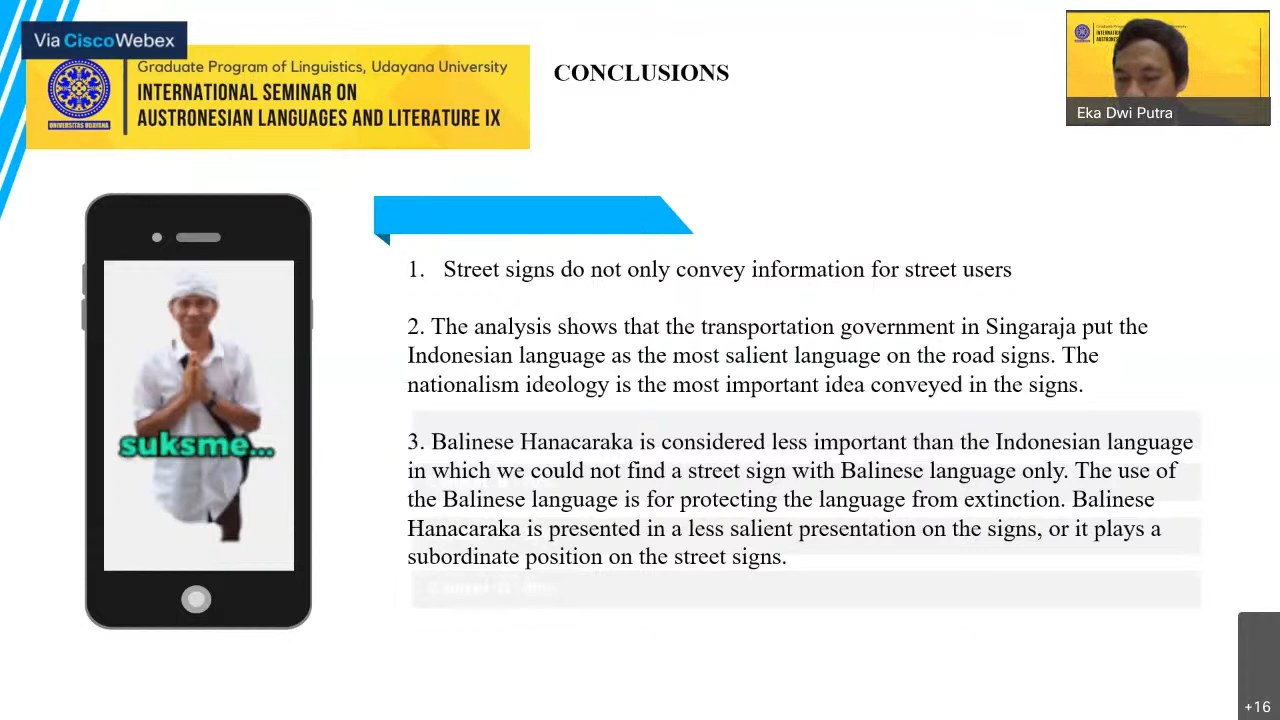 Via Cisco Webex
Graduate Program of Linguistics, Udayana University
INTERNATIONAL SEMINAR ON
AUSTRONESIAN LANGUAGES AND LITERATURE IX
UNIVERSITAS UDAYANA
CONCLUSIONS
Eka Dwi Putra
suksme...
1. Street signs do not only convey information for street users
2. The analysis shows that the transportation government in Singaraja put the
Indonesian language as the most salient language on the road signs. The
nationalism ideology is the most important idea conveyed in the signs.
3. Balinese Hanacaraka is considered less important than the Indonesian language
in which we could not find a street sign with Balinese language only. The use of
the Balinese language is for protecting the language from extinction. Balinese
Hanacaraka is presented in a less salient presentation on the signs, or it plays a
subordinate position on the street signs.
+16